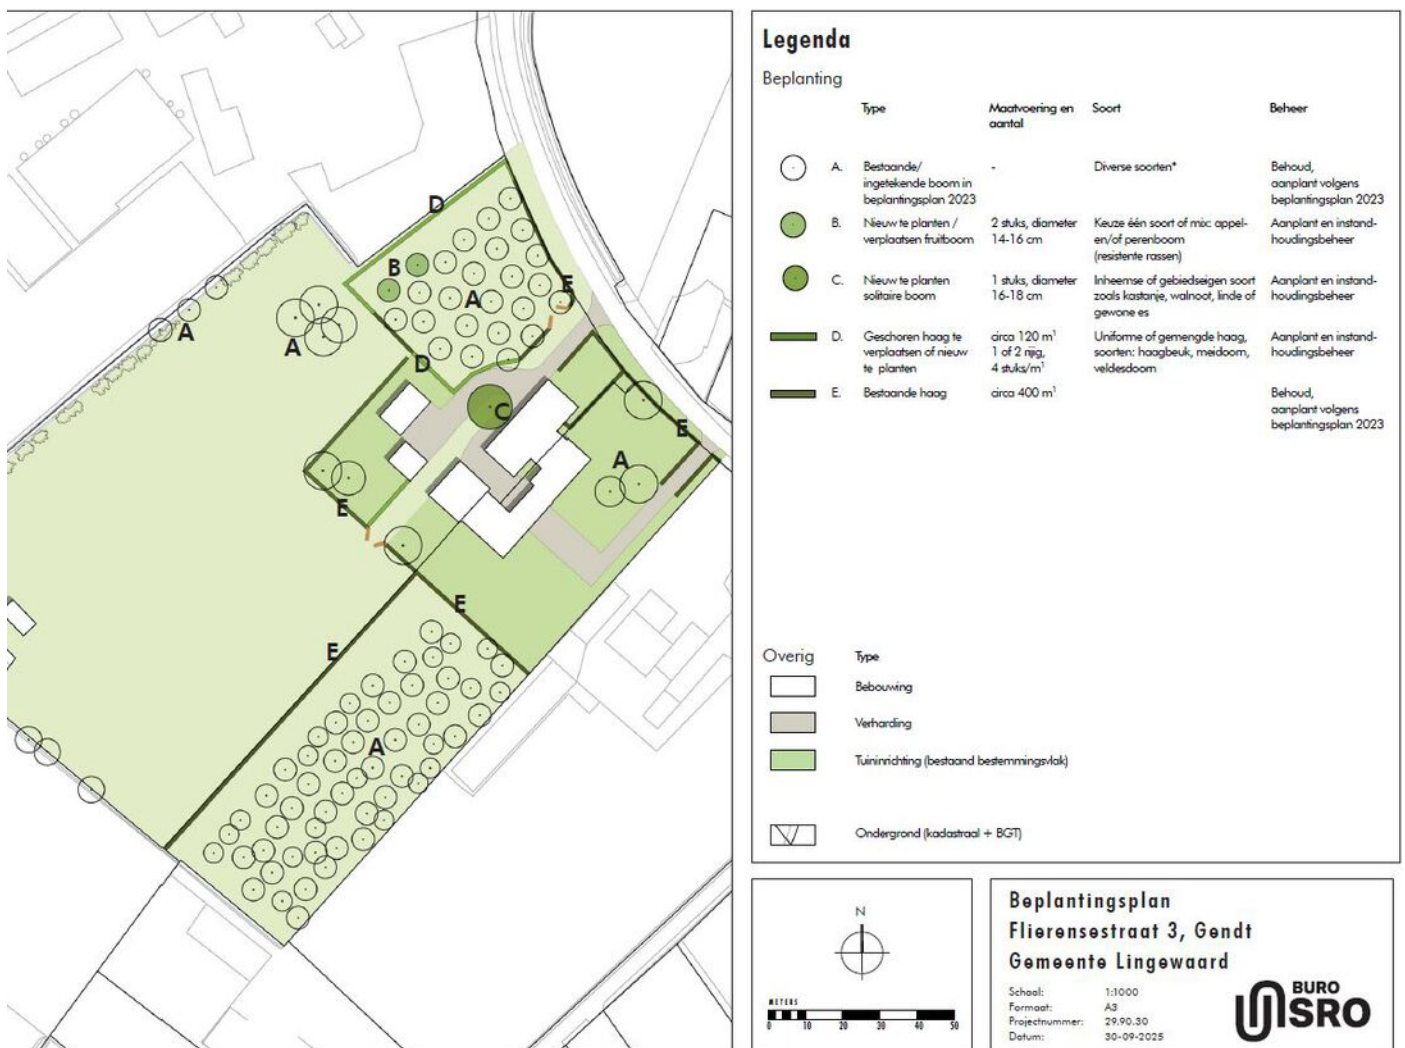 D
B
A
E
A
A
D
C
E
A
E
E
E
A
Legenda
Beplanting
Type
Maatvoering en
aantal
Soort
Beheer
A.
Bestaande/
ingetekende boom in
beplantingsplan 2023
-
Diverse soorten*
Behoud,
aanplant volgens
beplantingsplan 2023
B.
Nieuw te planten /
verplaatsen fruitboom
2 stuks, diameter
14-16 cm
Keuze één soort of mix: appel-
en/of perenboom
(resistente rassen)
Aanplant en instand-
houdingsbeheer
C.
Nieuw te planten
solitaire boom
1 stuks, diameter
16-18 cm
Inheemse of gebiedseigen soort
zoals kastanje, walnoot, linde of
gewone es
Aanplant en instand-
houdingsbeheer
D.
Geschoren haag te
verplaatsen of nieuw
te planten
circa 120 m¹
1 of 2 rijig,
4 stuks/m¹
Uniforme of gemengde haag,
soorten: haagbeuk, meidoorn,
veldesdoorn
Aanplant en instand-
houdingsbeheer
E.
Bestaande haag
circa 400 m¹
Behoud,
aanplant volgens
beplantingsplan 2023
Overig
Type
Bebouwing
Verharding
Tuininrichting (bestaand bestemmingsvlak)
Ondergrond (kadastraal + BGT)
N
METERS
0 10 20 30 40 50
Beplantingsplan
Flierensestraat 3, Gendt
Gemeente Lingewaard
Schaal: 1:1000
Formaat: A3
Projectnummer: 29.90.30
Datum: 30-09-2025
BURO
SRO